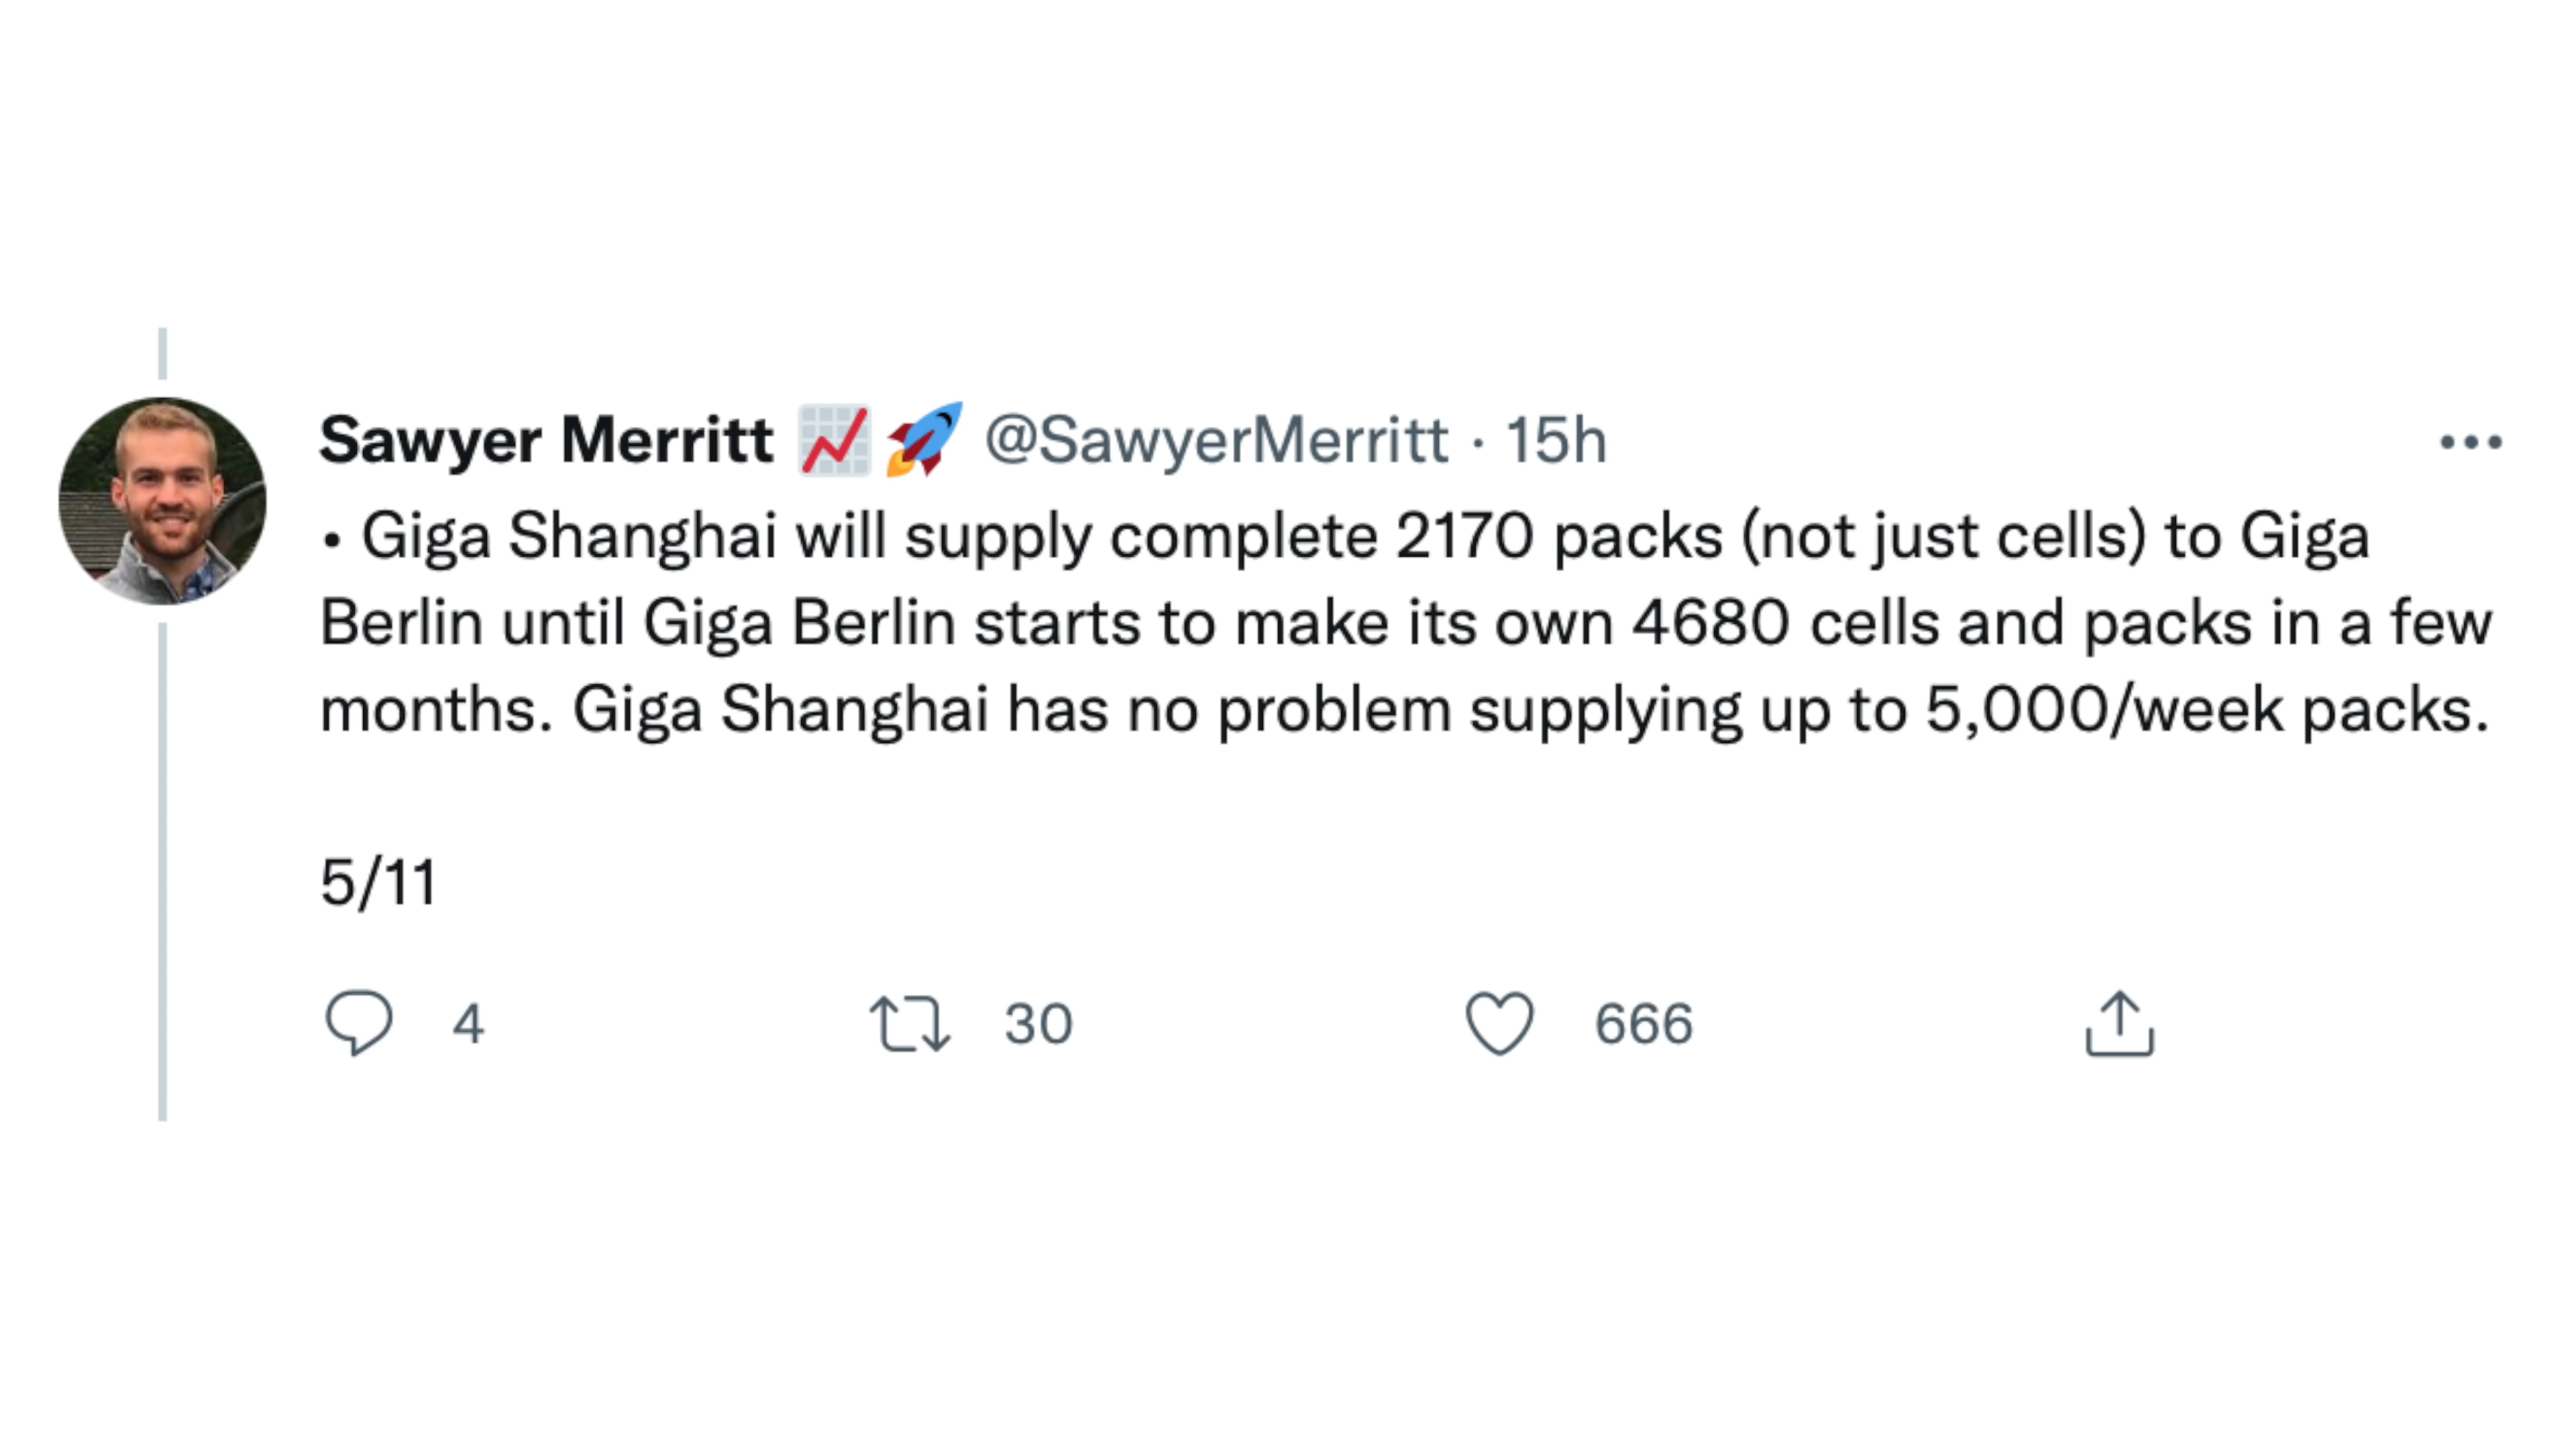 Sawyer Merritt 📈🚀 @SawyerMerritt · 15h
• Giga Shanghai will supply complete 2170 packs (not just cells) to Giga
Berlin until Giga Berlin starts to make its own 4680 cells and packs in a few
months. Giga Shanghai has no problem supplying up to 5,000/week packs.
5/11
4 30 666